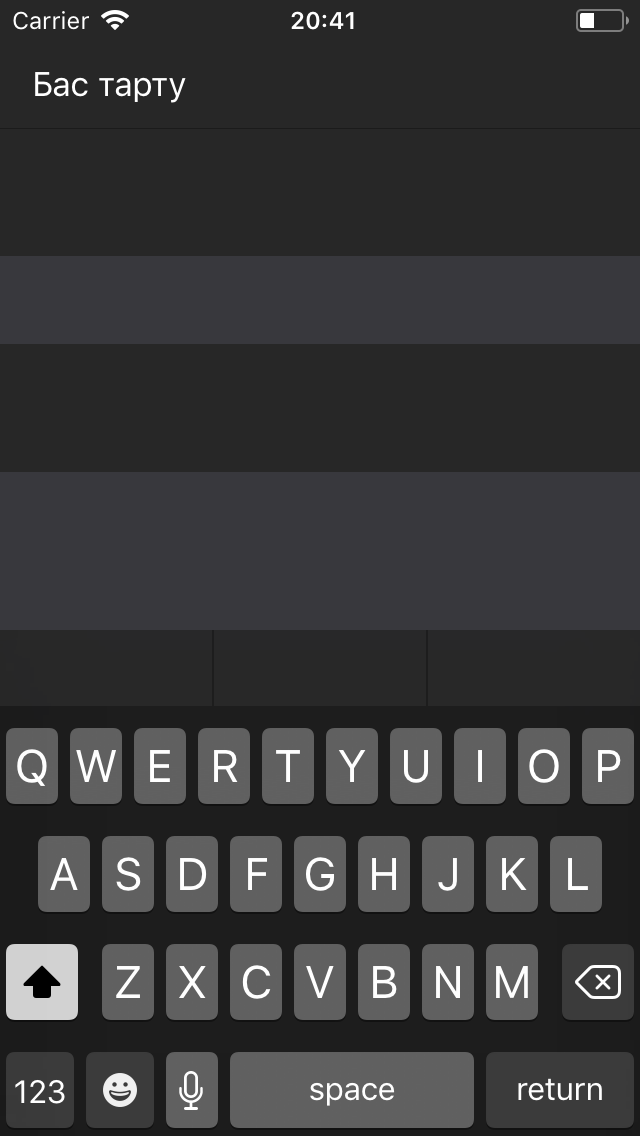 Carrier 20:41
Бас тарту
Q W E R T Y U I O P
A S D F G H J K L
Z X C V B N M
123 space return